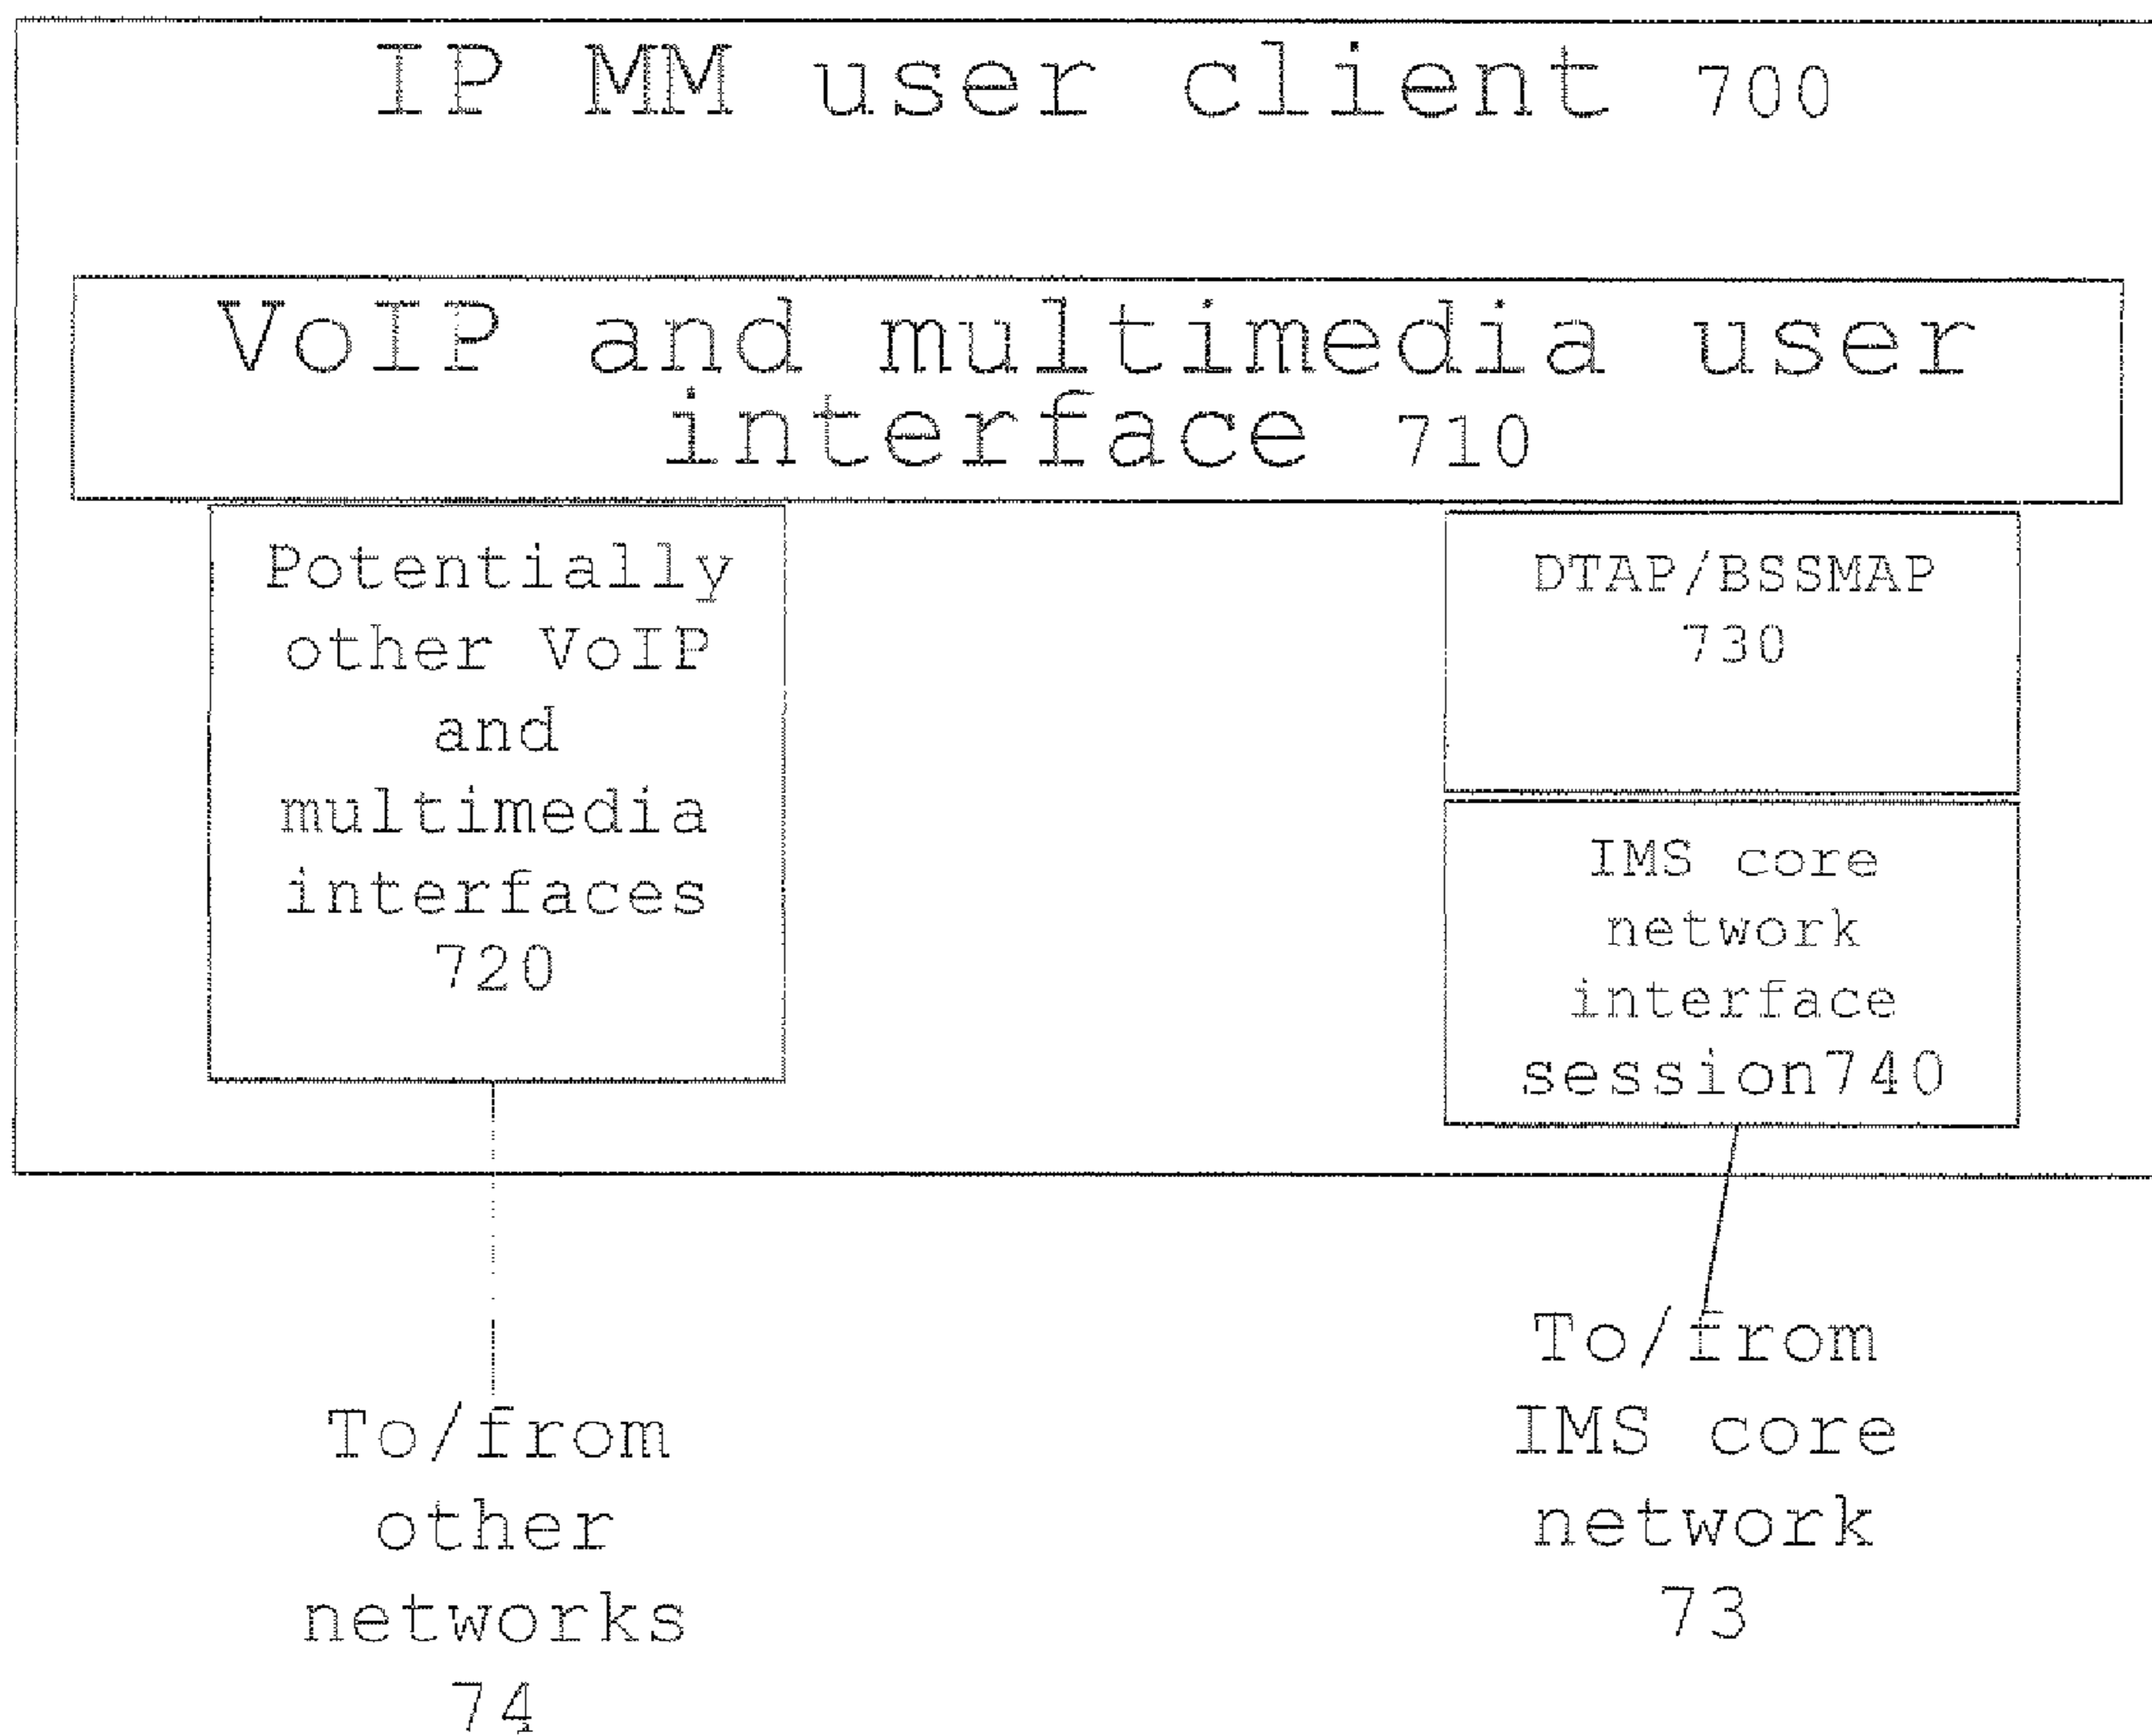 IP MM user client 700
VoIP and multimedia user
interface 710
Potentially
other VoIP
and
multimedia
interfaces
720
DTAP/BSSMAP
730
IMS core
network
interface
session740
To/from
other
networks
74
To/from
IMS core
network
73